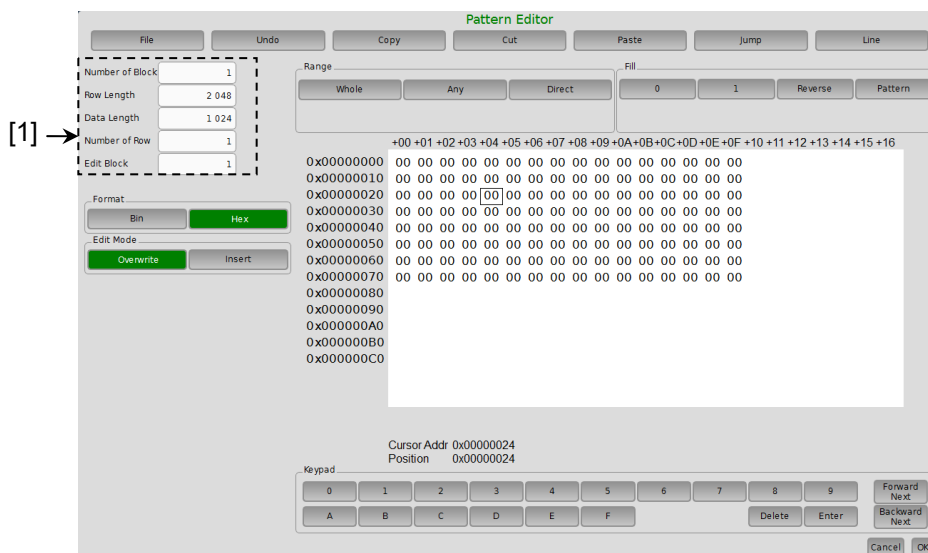 Pattern Editor
File Undo Copy Cut Paste Jump Line
[1]
Number of Block 1
Row Length 2 048
Data Length 1 024
Number of Row 1
Edit Block 1
Format
Bin Hex
Edit Mode
Overwrite Insert
Range
Whole Any Direct
Fill
0 1 Reverse Pattern
+00 +01 +02 +03 +04 +05 +06 +07 +08 +09 +0A +0B +0C +0D +0E +0F +10 +11 +12 +13 +14 +15 +16
0x00000000 00 00 00 00 00 00 00 00 00 00 00 00 00 00 00 00
0x00000010 00 00 00 00 00 00 00 00 00 00 00 00 00 00 00 00
0x00000020 00 00 00 00 00 00 00 00 00 00 00 00 00 00 00 00
0x00000030 00 00 00 00 00 00 00 00 00 00 00 00 00 00 00 00
0x00000040 00 00 00 00 00 00 00 00 00 00 00 00 00 00 00 00
0x00000050 00 00 00 00 00 00 00 00 00 00 00 00 00 00 00 00
0x00000060 00 00 00 00 00 00 00 00 00 00 00 00 00 00 00 00
0x00000070 00 00 00 00 00 00 00 00 00 00 00 00 00 00 00 00
0x00000080
0x00000090
0x000000A0
0x000000B0
0x000000C0
Cursor Addr 0x00000024
Position 0x00000024
Keypad
0 1 2 3 4 5 6 7 8 9 Forward Next
A B C D E F Delete Enter Backward Next
Cancel OK